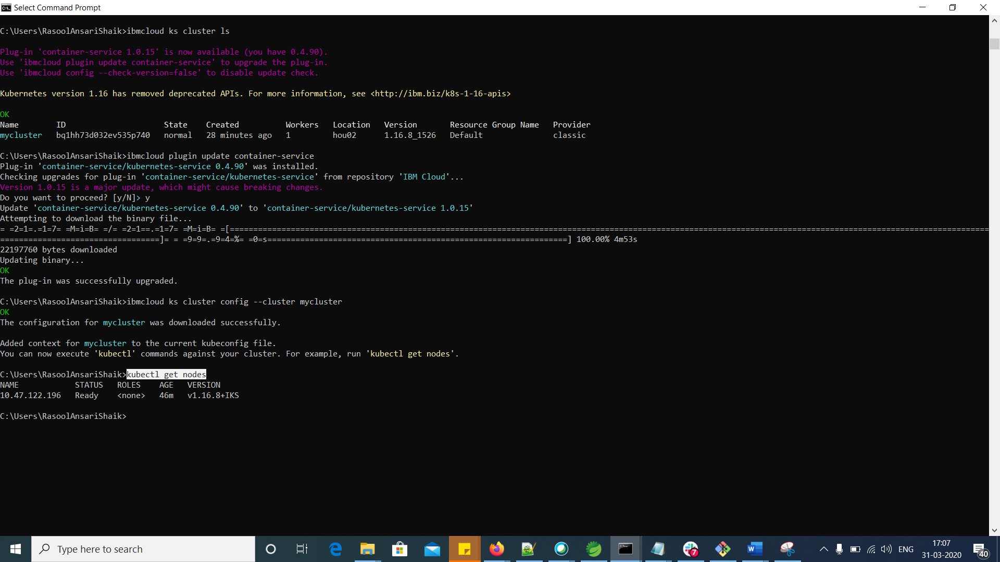 Select Command Prompt
C:\Users\RasoolAnsariShaik>ibmcloud ks cluster ls
Plug-in 'container-service 1.0.15' is now available (you have 0.4.90).
Use 'ibmcloud plugin update container-service' to upgrade the plug-in.
Use 'ibmcloud config --check-version=false' to disable update check.
Kubernetes version 1.16 has removed deprecated APIs. For more information, see <http://ibm.biz/k8s-1-16-apis>
OK
Name ID State Created Workers Location Version Resource Group Name Provider
mycluster bq1hh73d032ev535p740 normal 28 minutes ago 1 hou02 1.16.8_1526 Default classic
C:\Users\RasoolAnsariShaik>ibmcloud plugin update container-service
Plug-in 'container-service/kubernetes-service 0.4.90' was installed.
Checking upgrades for plug-in 'container-service/kubernetes-service' from repository 'IBM Cloud'...
Version 1.0.15 is a major update, which might cause breaking changes.
Do you want to proceed? [y/N]> y
Update 'container-service/kubernetes-service 0.4.90' to 'container-service/kubernetes-service 1.0.15'
Attempting to download the binary file...
= =2=1=.=1=7= =M=i=B= =/= =2=1==.=1=7= =M=i=B= =[==================================================================================================================================================================
==================================]= = =9=9=.=9=4=%= =0=s================================================================] 100.00% 4m53s
22197760 bytes downloaded
Updating binary...
OK
The plug-in was successfully upgraded.
C:\Users\RasoolAnsariShaik>ibmcloud ks cluster config --cluster mycluster
OK
The configuration for mycluster was downloaded successfully.
Added context for mycluster to the current kubeconfig file.
You can now execute 'kubectl' commands against your cluster. For example, run 'kubectl get nodes'.
C:\Users\RasoolAnsariShaik>kubectl get nodes
NAME STATUS ROLES AGE VERSION
10.47.122.196 Ready <none> 46m v1.16.8+IKS
C:\Users\RasoolAnsariShaik>
Type here to search
7
ENG
17:07
31-03-2020
40